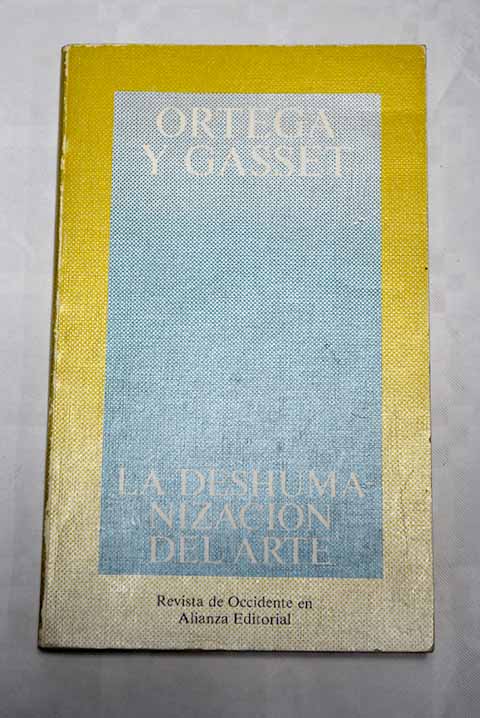 ORTEGA
Y GASSET
LA DESHUMA
NIZACION
DEL ARTE
Revista de Occidente en
Alianza Editorial